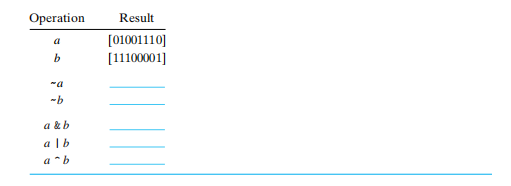 Operation Result
a [01001110]
b [11100001]
~a
~b
a & b
a | b
a ^ b